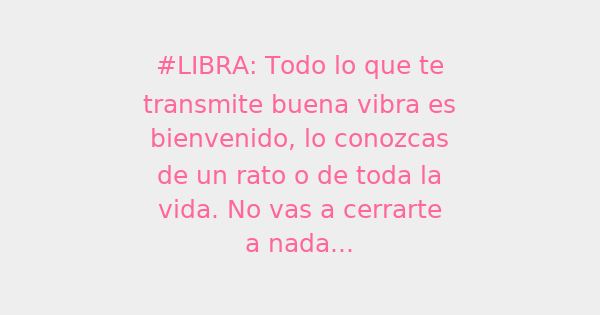 #LIBRA: Todo lo que te
transmite buena vibra es
bienvenido, lo conozcas
de un rato o de toda la
vida. No vas a cerrarte
a nada...